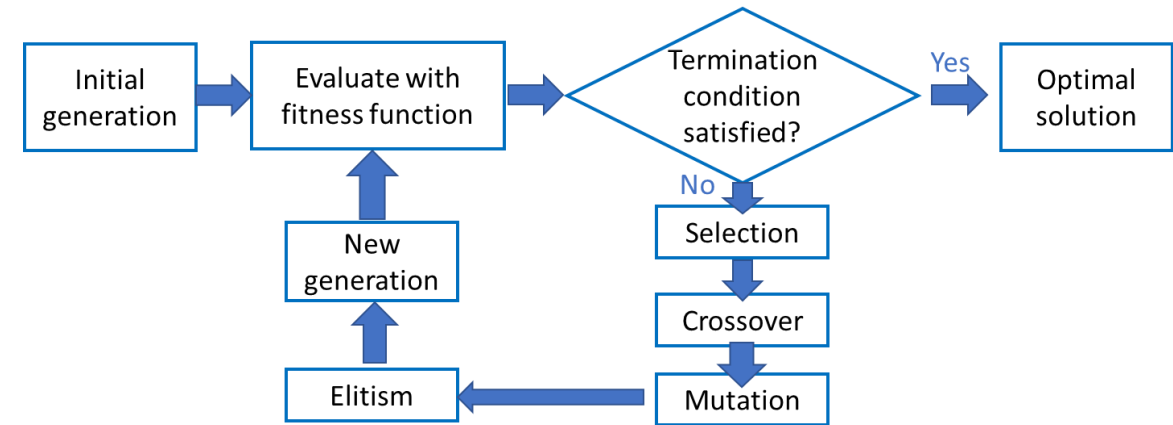 Initial
generation
Evaluate with
fitness function
Termination
condition
satisfied?
Yes
Optimal
solution
No
Selection
New
generation
Crossover
Elitism
Mutation